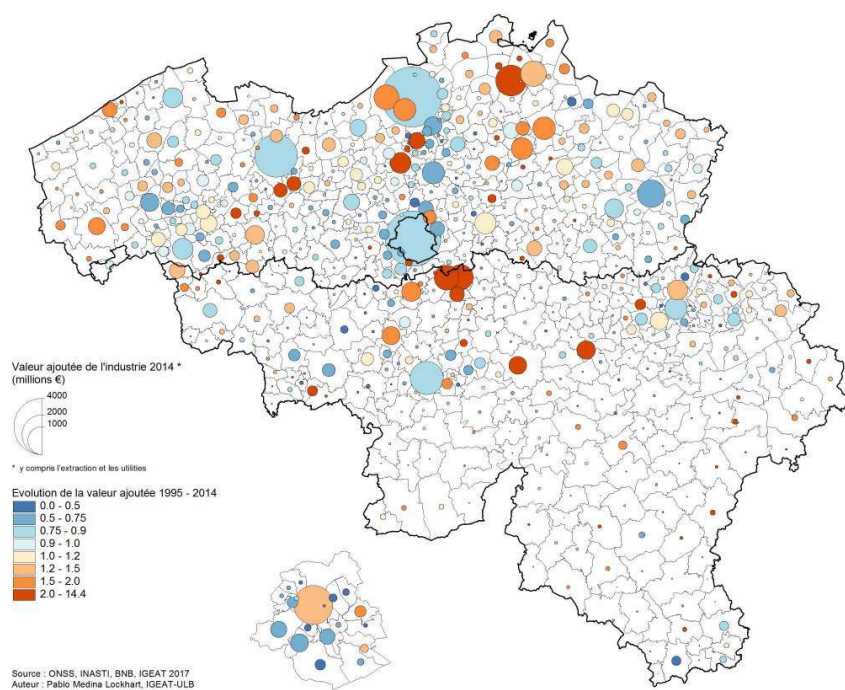 Valeur ajoutée de l'industrie 2014 *
(millions €)
4000
2000
1000
* y compris l'extraction et les utilities
Evolution de la valeur ajoutée 1995 - 2014
0.0 - 0.5
0.5 - 0.75
0.75 - 0.9
0.9 - 1.0
1.0 - 1.2
1.2 - 1.5
1.5 - 2.0
2.0 - 14.4
Source : ONSS, INASTI, BNB, IGEAT 2017
Auteur : Pablo Medina Lockhart, IGEAT-ULB